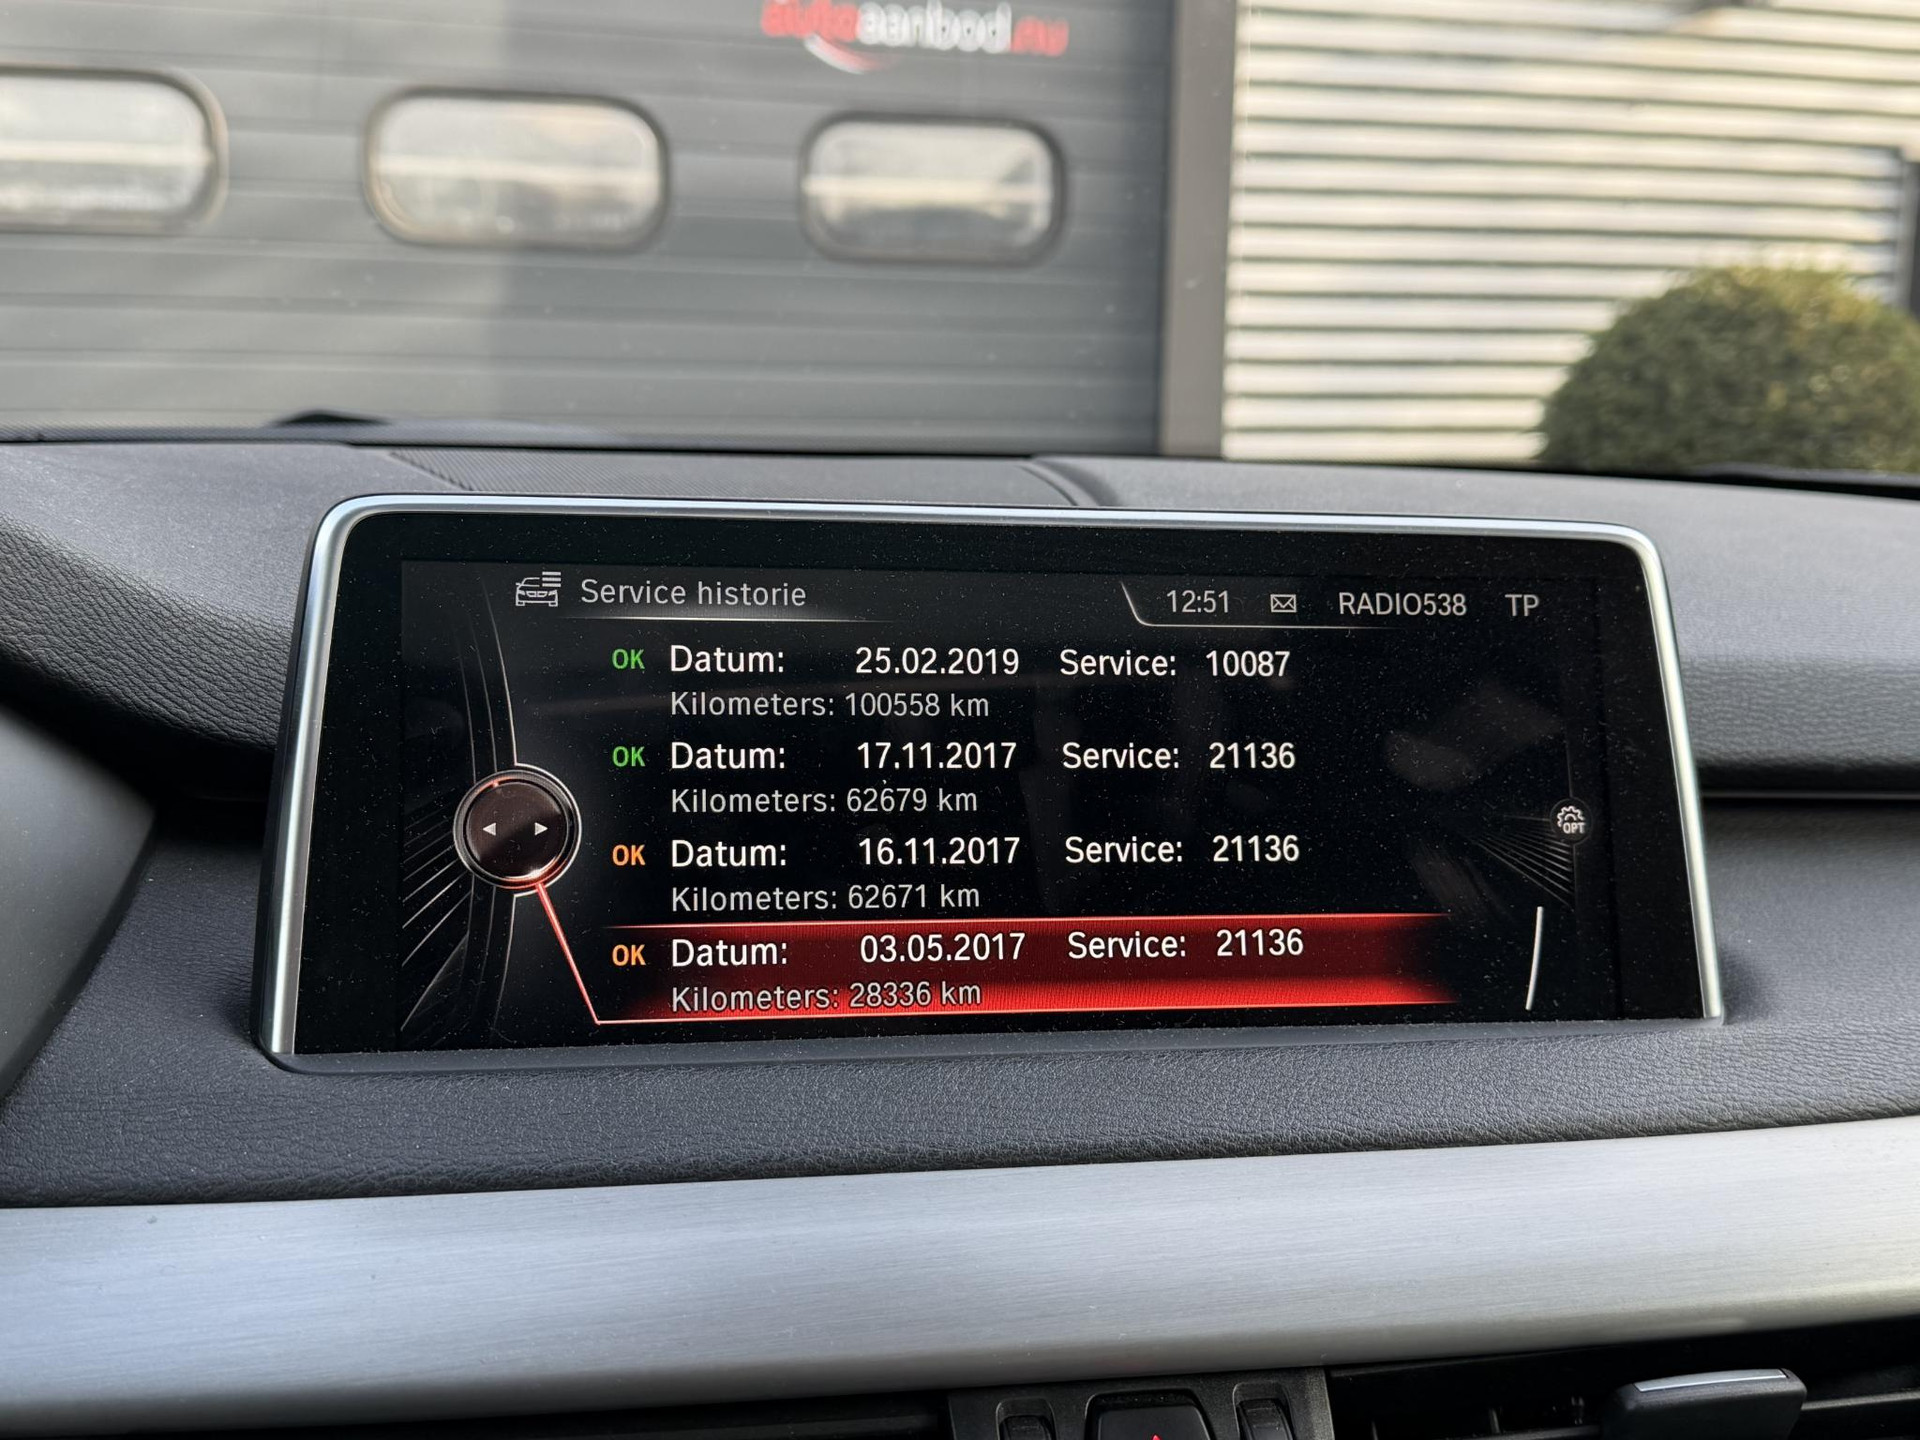 autoaanbod.nu
Service historie
12:51 RADIO538 TP
OK Datum: 25.02.2019 Service: 10087
Kilometers: 100558 km
OK Datum: 17.11.2017 Service: 21136
Kilometers: 62679 km
OPT
OK Datum: 16.11.2017 Service: 21136
Kilometers: 62671 km
OK Datum: 03.05.2017 Service: 21136
Kilometers: 28336 km